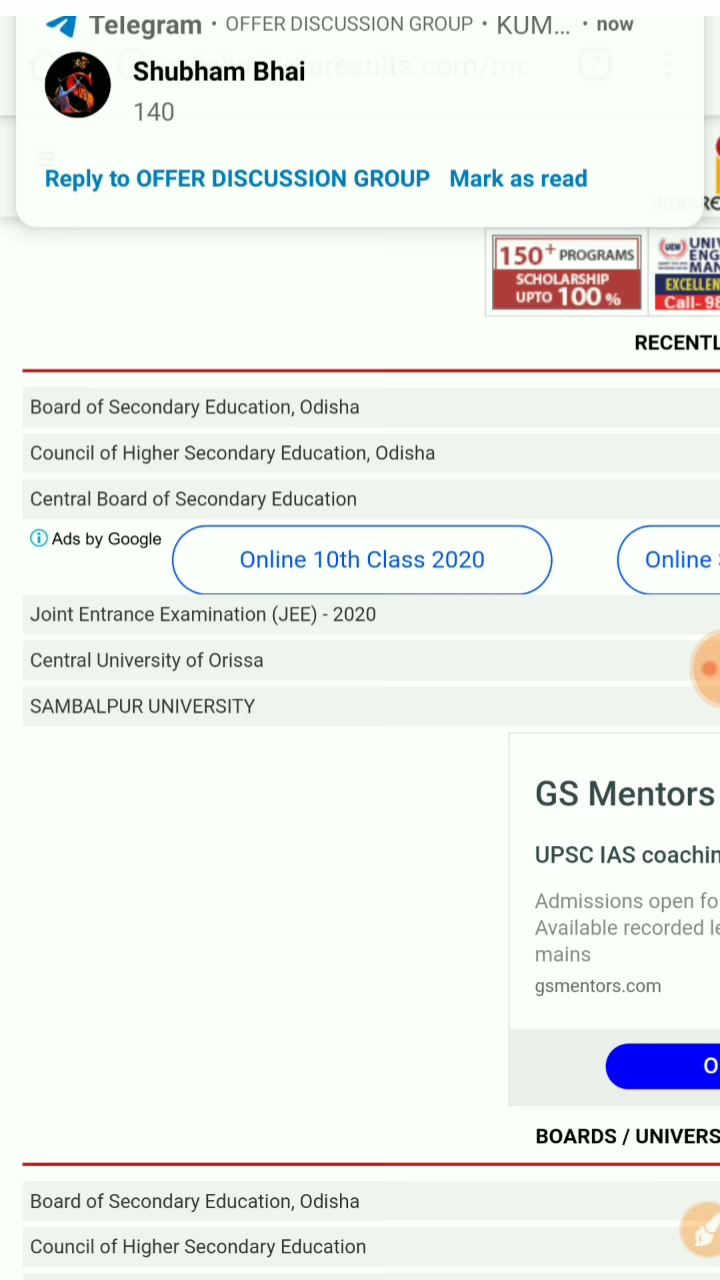 Telegram • OFFER DISCUSSION GROUP • KUM... • now
Shubham Bhai
140
Reply to OFFER DISCUSSION GROUP Mark as read
150+ PROGRAMS
SCHOLARSHIP
UPTO 100 %
UEM
EXCELLEN
Call- 98
RECENTL
Board of Secondary Education, Odisha
Council of Higher Secondary Education, Odisha
Central Board of Secondary Education
Ads by Google
Online 10th Class 2020
Online
Joint Entrance Examination (JEE) - 2020
Central University of Orissa
SAMBALPUR UNIVERSITY
GS Mentors
UPSC IAS coachin
Admissions open fo
Available recorded le
mains
gsmentors.com
O
BOARDS / UNIVERS
Board of Secondary Education, Odisha
Council of Higher Secondary Education